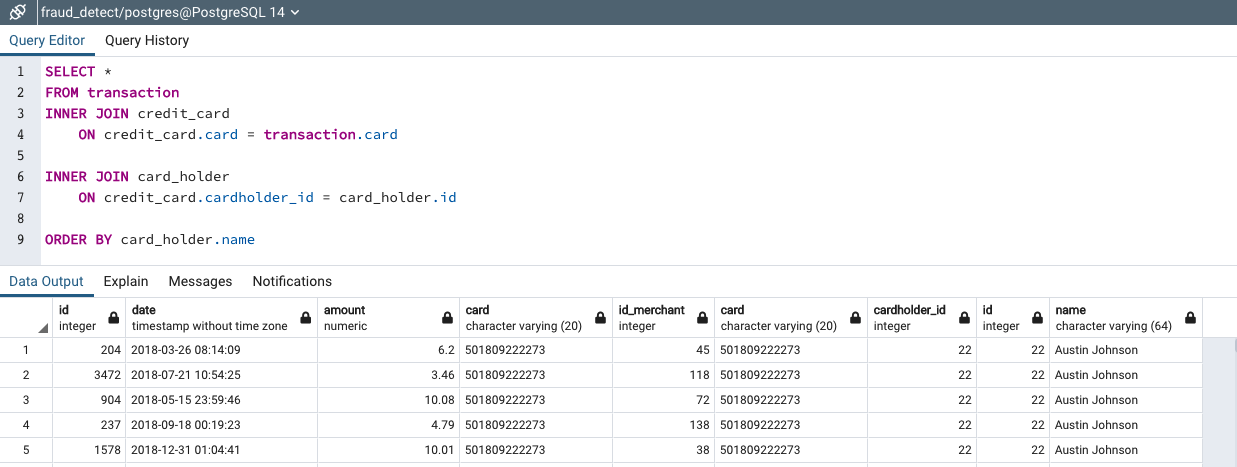 fraud_detect/postgres@PostgreSQL 14
Query Editor Query History
1 SELECT *
2 FROM transaction
3 INNER JOIN credit_card
4 ON credit_card.card = transaction.card
5
6 INNER JOIN card_holder
7 ON credit_card.cardholder_id = card_holder.id
8
9 ORDER BY card_holder.name
Data Output Explain Messages Notifications
id date amount card id_merchant card cardholder_id id name
integer timestamp without time zone numeric character varying (20) integer character varying (20) integer integer character varying (64)
1 204 2018-03-26 08:14:09 6.2 501809222273 45 501809222273 22 22 Austin Johnson
2 3472 2018-07-21 10:54:25 3.46 501809222273 118 501809222273 22 22 Austin Johnson
3 904 2018-05-15 23:59:46 10.08 501809222273 72 501809222273 22 22 Austin Johnson
4 237 2018-09-18 00:19:23 4.79 501809222273 138 501809222273 22 22 Austin Johnson
5 1578 2018-12-31 01:04:41 10.01 501809222273 38 501809222273 22 22 Austin Johnson